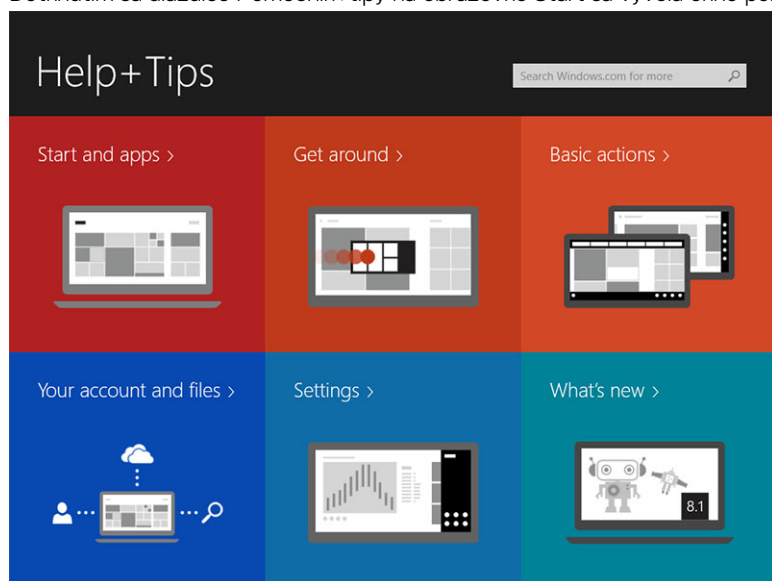 Help+Tips
Search Windows.com for more
Start and apps >
Get around >
Basic actions >
Your account and files >
Settings >
What's new >
8.1